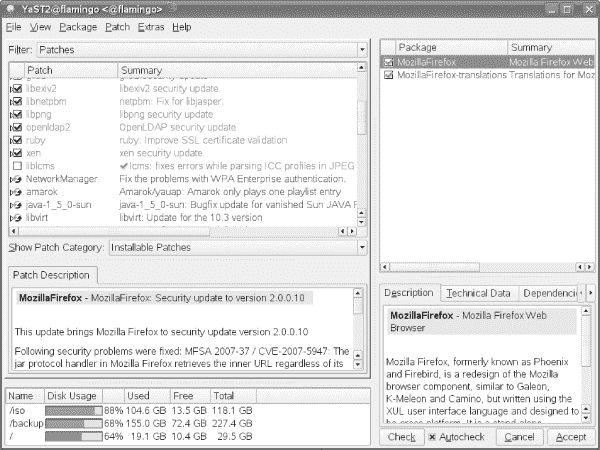 YaST2@flamingo <@flamingo>
File View Package Patch Extras Help
Filter: Patches
Patch Summary
libexiv2 libexiv2 security update
libnetpbm netpbm: Fix for libjasper.
libpng libpng security update
openldap2 OpenLDAP security update
ruby ruby: Improve SSL certificate validation
xen xen security update
liblcms lcms: fixes errors while parsing ICC profiles in JPEG
NetworkManager Fix the problems with WPA Enterprise authentication.
amarok Amarok/yauap: Amarok only plays one playlist entry
java-1_5_0-sun java-1_5_0-sun: Bugfix update for vanished Sun JAVA
libvirt libvirt: Update for the 10.3 version
Show Patch Category: Installable Patches
Patch Description
MozillaFirefox - MozillaFirefox: Security update to version 2.0.0.10
This update brings Mozilla Firefox to security update version 2.0.0.10
Following security problems were fixed: MFSA 2007-37 / CVE-2007-5947: The
jar protocol handler in Mozilla Firefox retrieves the inner URL regardless of its
Name Disk Usage Used Free Total
/iso 88% 104.6 GB 13.5 GB 118.1 GB
/backup 68% 155.0 GB 72.4 GB 227.4 GB
/ 64% 19.1 GB 10.4 GB 29.5 GB
Package Summary
MozillaFirefox Mozilla Firefox Web
MozillaFirefox-translations Translations for Moz
Description Technical Data Dependencie
MozillaFirefox - Mozilla Firefox Web
Browser
Mozilla Firefox, formerly known as Phoenix
and Firebird, is a redesign of the Mozilla
browser component, similar to Galeon,
K-Meleon and Camino, but written using the
XUL user interface language and designed to
be cross-platform. It is a stand-alone
Check Autocheck Cancel Accept